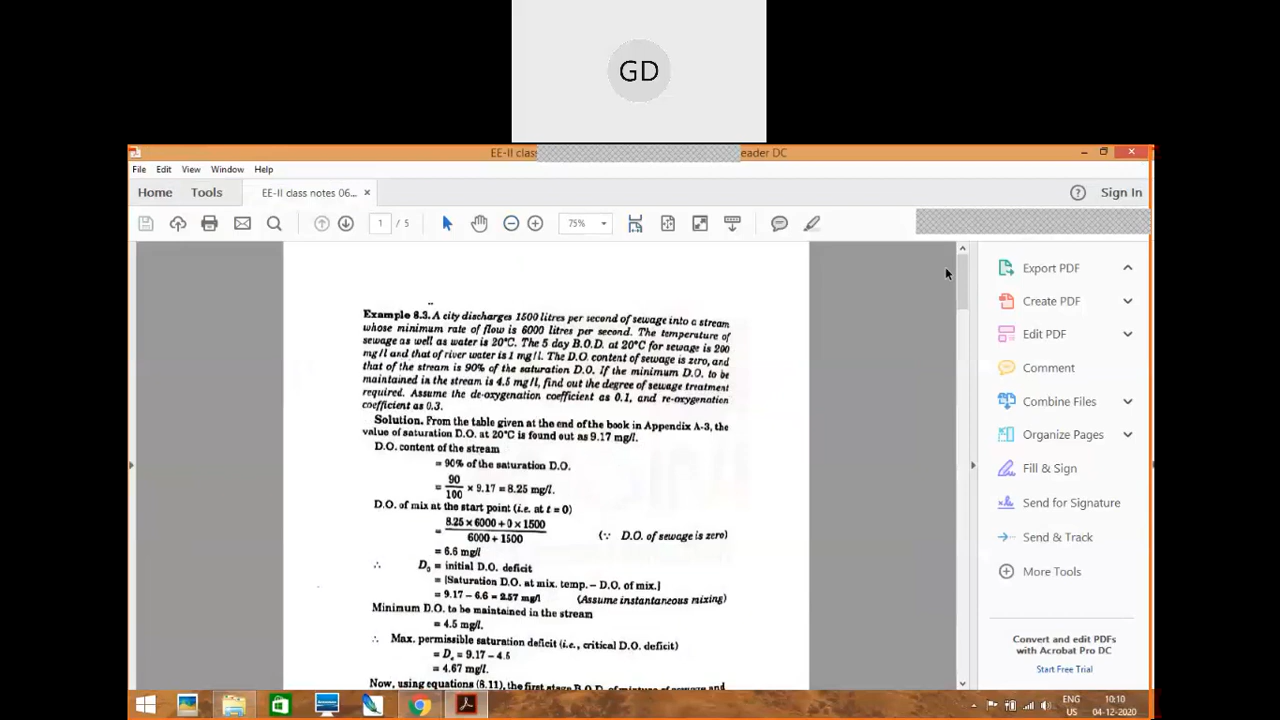 GD
EE-II clas
eader DC
File Edit View Window Help
Home Tools EE-II class notes 06... × Sign In
1 / 5 75%
Example 8.3. A city discharges 1500 litres per second of sewage into a stream
whose minimum rate of flow is 6000 litres per second. The temperature of
sewage as well as water is 20°C. The 5 day B.O.D. at 20°C for sewage is 200
mg/l and that of river water is 1 mg/l. The D.O. content of sewage is zero, and
that of the stream is 90% of the saturation D.O. If the minimum D.O. to be
maintained in the stream is 4.5 mg/l, find out the degree of sewage treatment
required. Assume the de-oxygenation coefficient as 0.1, and re-oxygenation
coefficient as 0.3.
Solution. From the table given at the end of the book in Appendix A-3, the
value of saturation D.O. at 20°C is found out as 9.17 mg/l.
D.O. content of the stream
= 90% of the saturation D.O.
= 90/100 × 9.17 = 8.25 mg/l.
D.O. of mix at the start point (i.e. at t = 0)
= 8.25 × 6000 + 0 × 1500 / 6000 + 1500 (∵ D.O. of sewage is zero)
= 6.6 mg/l
∴ D₀ = initial D.O. deficit
= [Saturation D.O. at mix. temp. – D.O. of mix.]
= 9.17 – 6.6 = 2.57 mg/l (Assume instantaneous mixing)
Minimum D.O. to be maintained in the stream
= 4.5 mg/l.
∴ Max. permissible saturation deficit (i.e., critical D.O. deficit)
= D꜀ = 9.17 – 4.5
= 4.67 mg/l.
Now, using equations (8.11), the first stage B.O.D. of mixture of sewage and
Export PDF
Create PDF
Edit PDF
Comment
Combine Files
Organize Pages
Fill & Sign
Send for Signature
Send & Track
More Tools
Convert and edit PDFs
with Acrobat Pro DC
Start Free Trial
ENG 10:10
US 04-12-2020